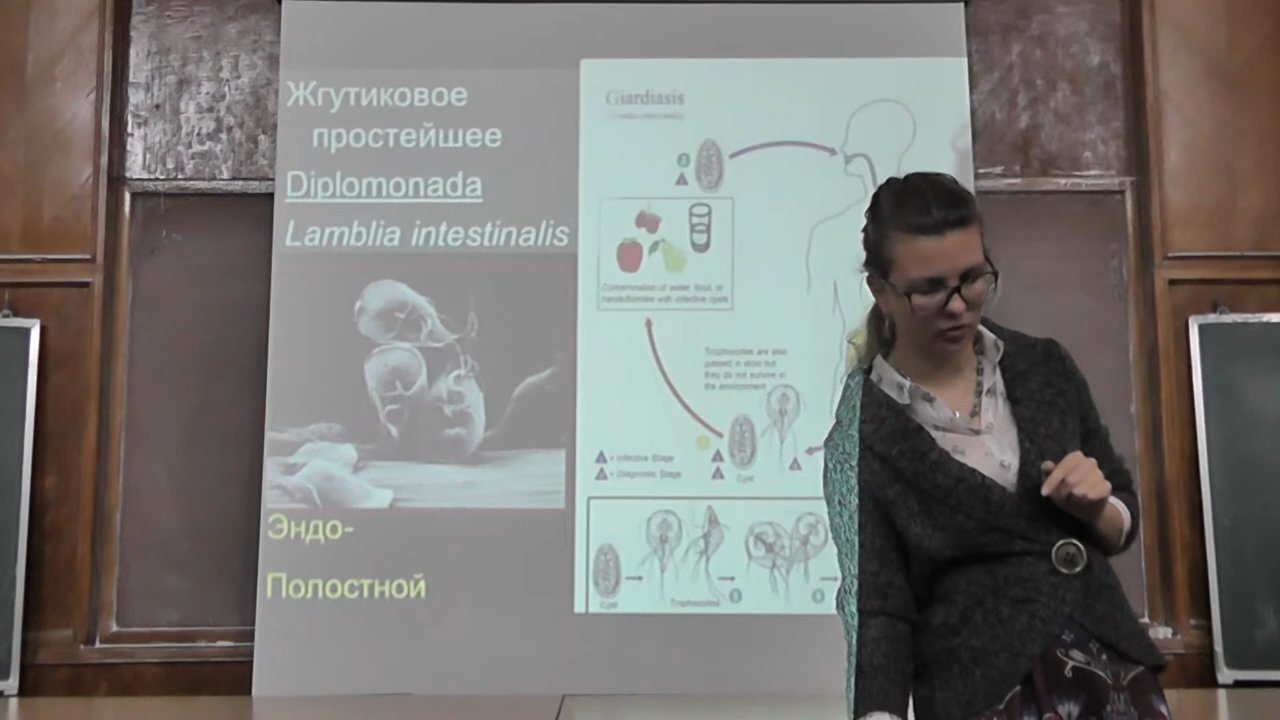 Жгутиковое
простейшее
Diplomonada
Lamblia intestinalis
Эндо-
Полостной
Giardiasis
Contamination of water, food, or
hands/fomites with infective cysts
Trophozoites are also
passed in stool but
they do not survive in
the environment.
= Infective Stage
= Diagnostic Stage
Cyst
Cyst
Trophozoites